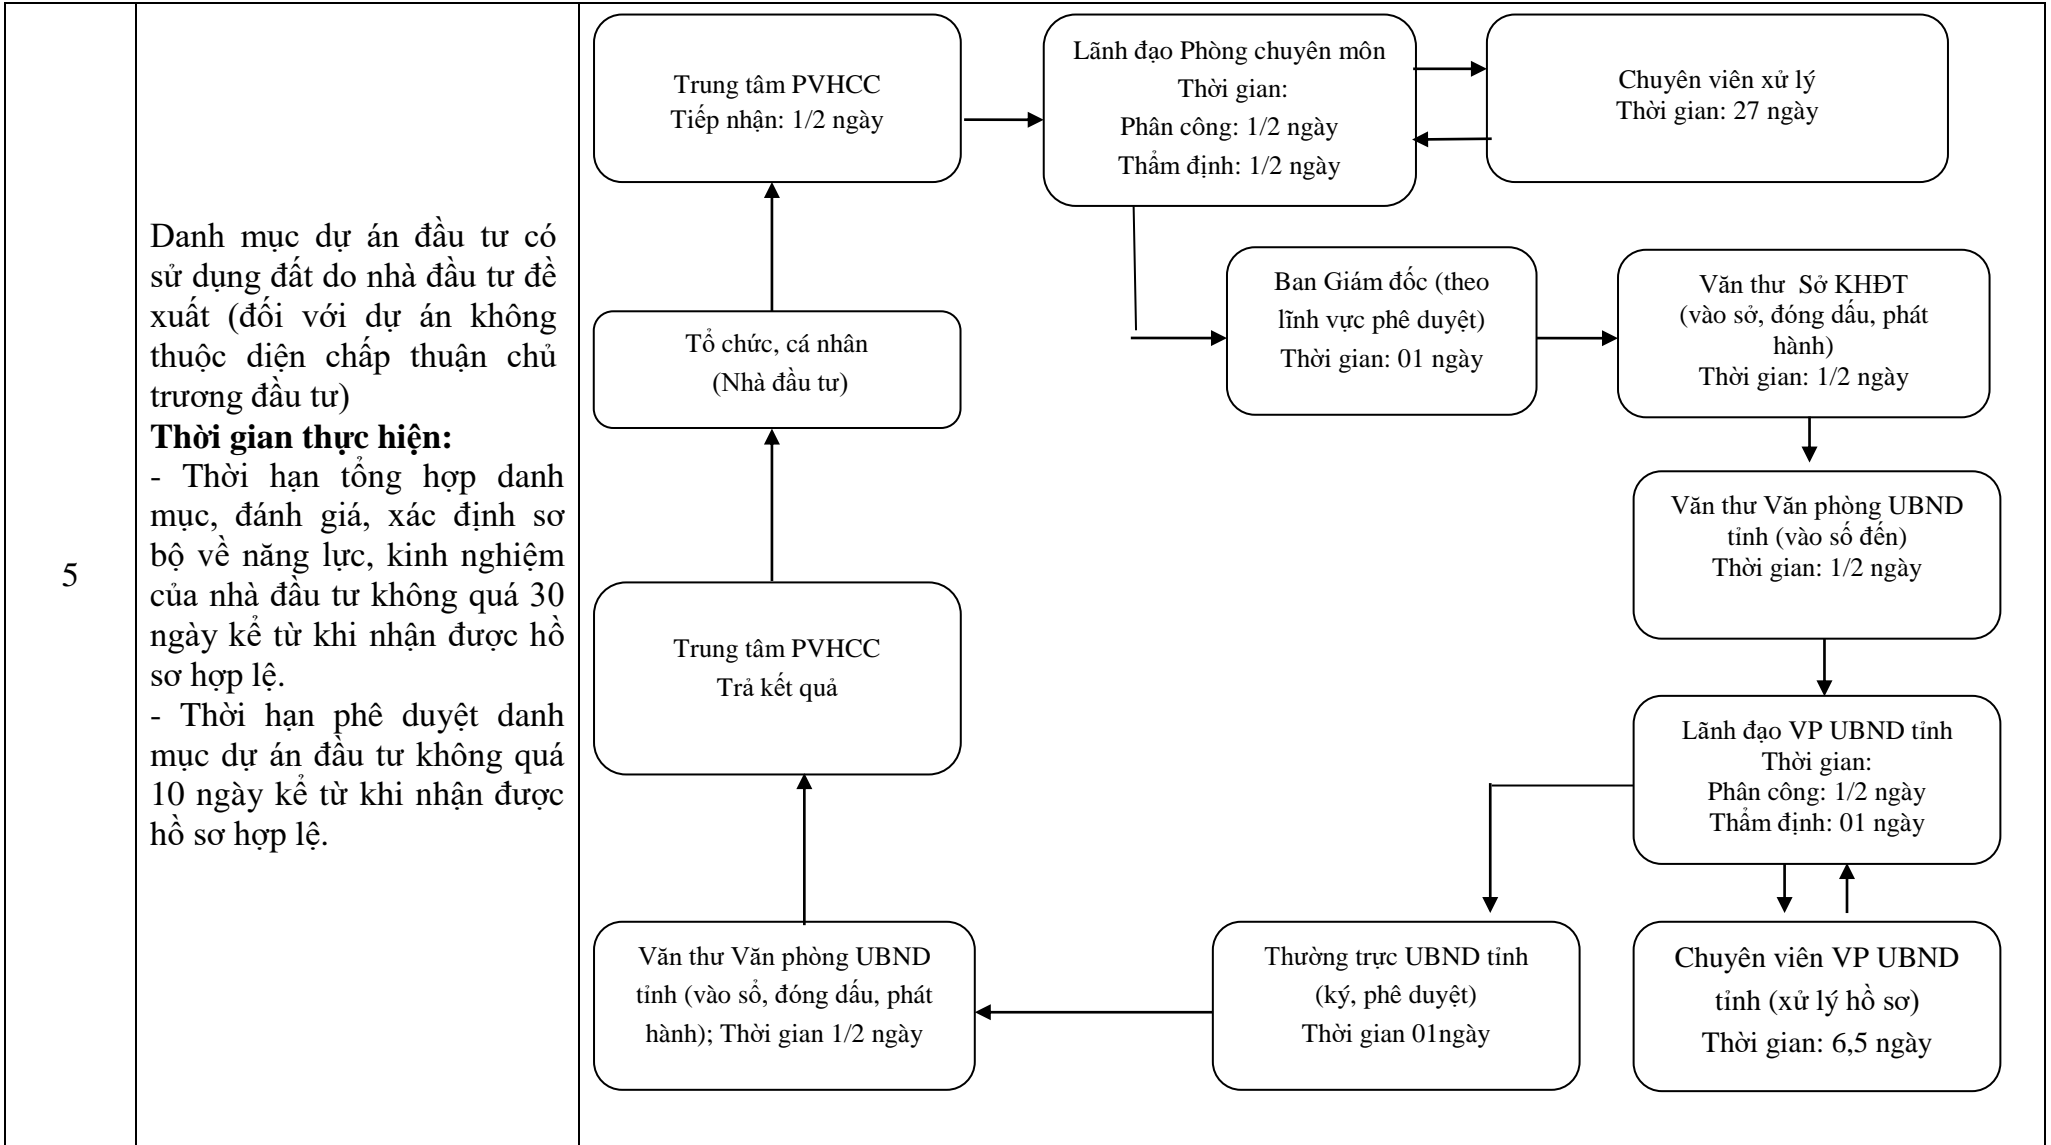 5
Danh mục dự án đầu tư có
sử dụng đất do nhà đầu tư đề
xuất (đối với dự án không
thuộc diện chấp thuận chủ
trương đầu tư)
Thời gian thực hiện:
- Thời hạn tổng hợp danh
mục, đánh giá, xác định sơ
bộ về năng lực, kinh nghiệm
của nhà đầu tư không quá 30
ngày kể từ khi nhận được hồ
sơ hợp lệ.
- Thời hạn phê duyệt danh
mục dự án đầu tư không quá
10 ngày kể từ khi nhận được
hồ sơ hợp lệ.
Trung tâm PVHCC
Tiếp nhận: 1/2 ngày
Lãnh đạo Phòng chuyên môn
Thời gian:
Phân công: 1/2 ngày
Thẩm định: 1/2 ngày
Chuyên viên xử lý
Thời gian: 27 ngày
Tổ chức, cá nhân
(Nhà đầu tư)
Ban Giám đốc (theo
lĩnh vực phê duyệt)
Thời gian: 01 ngày
Văn thư Sở KHĐT
(vào sở, đóng dấu, phát
hành)
Thời gian: 1/2 ngày
Văn thư Văn phòng UBND
tỉnh (vào số đến)
Thời gian: 1/2 ngày
Trung tâm PVHCC
Trả kết quả
Lãnh đạo VP UBND tỉnh
Thời gian:
Phân công: 1/2 ngày
Thẩm định: 01 ngày
Văn thư Văn phòng UBND
tỉnh (vào sổ, đóng dấu, phát
hành); Thời gian 1/2 ngày
Thường trực UBND tỉnh
(ký, phê duyệt)
Thời gian 01ngày
Chuyên viên VP UBND
tỉnh (xử lý hồ sơ)
Thời gian: 6,5 ngày